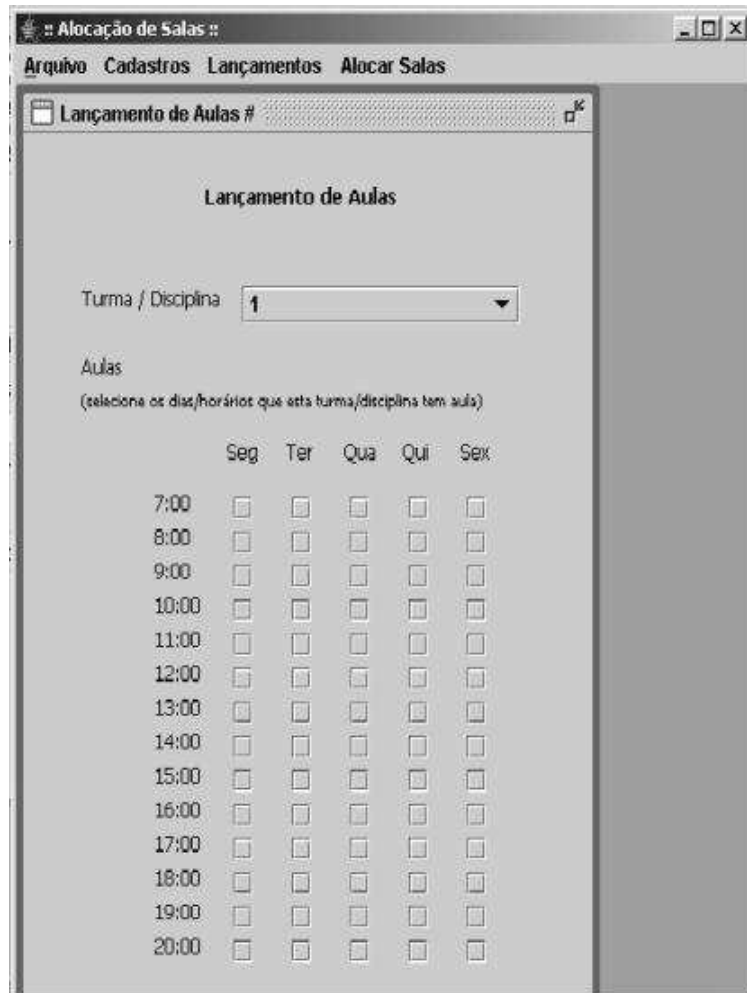 :: Alocação de Salas ::
Arquivo Cadastros Lançamentos Alocar Salas
Lançamento de Aulas #
Lançamento de Aulas
Turma / Disciplina 1
Aulas
(selecione os dias/horários que esta turma/disciplina tem aula)
Seg Ter Qua Qui Sex
7:00
8:00
9:00
10:00
11:00
12:00
13:00
14:00
15:00
16:00
17:00
18:00
19:00
20:00